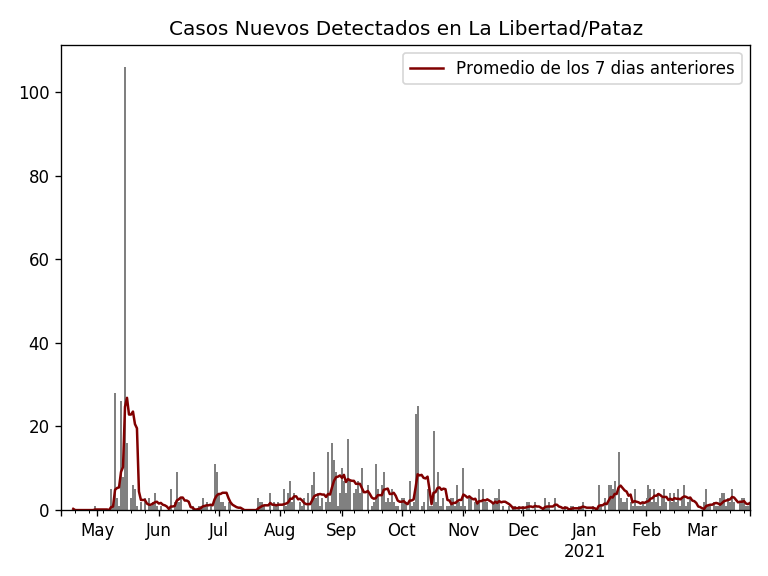 Casos Nuevos Detectados en La Libertad/Pataz
Promedio de los 7 dias anteriores
100
80
60
40
20
0
May Jun Jul Aug Sep Oct Nov Dec Jan Feb Mar
2021